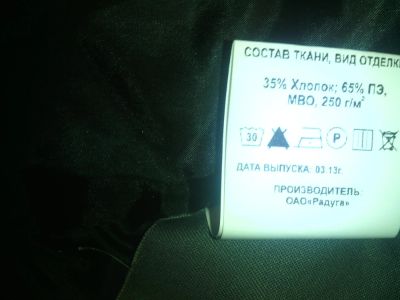 СОСТАВ ТКАНИ, ВИД ОТДЕЛКИ
35% Хлопок; 65% ПЭ,
МВО, 250 г/м²
30 P
ДАТА ВЫПУСКА: 03.13г.
ПРОИЗВОДИТЕЛЬ:
ОАО«Радуга»